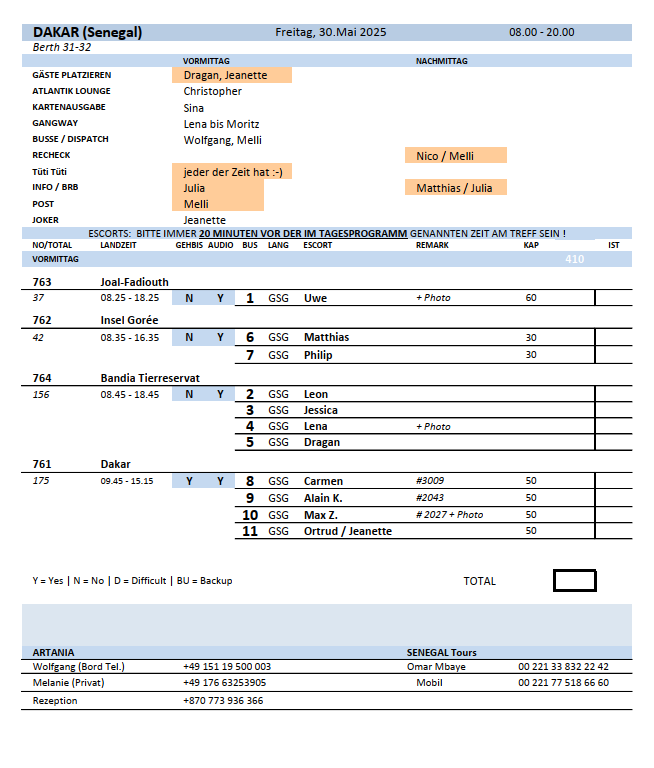 DAKAR (Senegal) Freitag, 30.Mai 2025 08.00 - 20.00
Berth 31-32
VORMITTAG NACHMITTAG
GÄSTE PLATZIEREN Dragan, Jeanette
ATLANTIK LOUNGE Christopher
KARTENAUSGABE Sina
GANGWAY Lena bis Moritz
BUSSE / DISPATCH Wolfgang, Melli
RECHECK Nico / Melli
Tüti Tüti jeder der Zeit hat :-)
INFO / BRB Julia Matthias / Julia
POST Melli
JOKER Jeanette
ESCORTS: BITTE IMMER 20 MINUTEN VOR DER IM TAGESPROGRAMM GENANNTEN ZEIT AM TREFF SEIN !
NO/TOTAL LANDZEIT GEHBIS AUDIO BUS LANG ESCORT REMARK KAP IST
VORMITTAG 410
763 Joal-Fadiouth
37 08.25 - 18.25 N Y 1 GSG Uwe + Photo 60
762 Insel Gorée
42 08.35 - 16.35 N Y 6 GSG Matthias 30
7 GSG Philip 30
764 Bandia Tierreservat
156 08.45 - 18.45 N Y 2 GSG Leon
3 GSG Jessica
4 GSG Lena + Photo
5 GSG Dragan
761 Dakar
175 09.45 - 15.15 Y Y 8 GSG Carmen #3009 50
9 GSG Alain K. #2043 50
10 GSG Max Z. # 2027 + Photo 50
11 GSG Ortrud / Jeanette 50
Y = Yes | N = No | D = Difficult | BU = Backup TOTAL
ARTANIA SENEGAL Tours
Wolfgang (Bord Tel.) +49 151 19 500 003 Omar Mbaye 00 221 33 832 22 42
Melanie (Privat) +49 176 63253905 Mobil 00 221 77 518 66 60
Rezeption +870 773 936 366